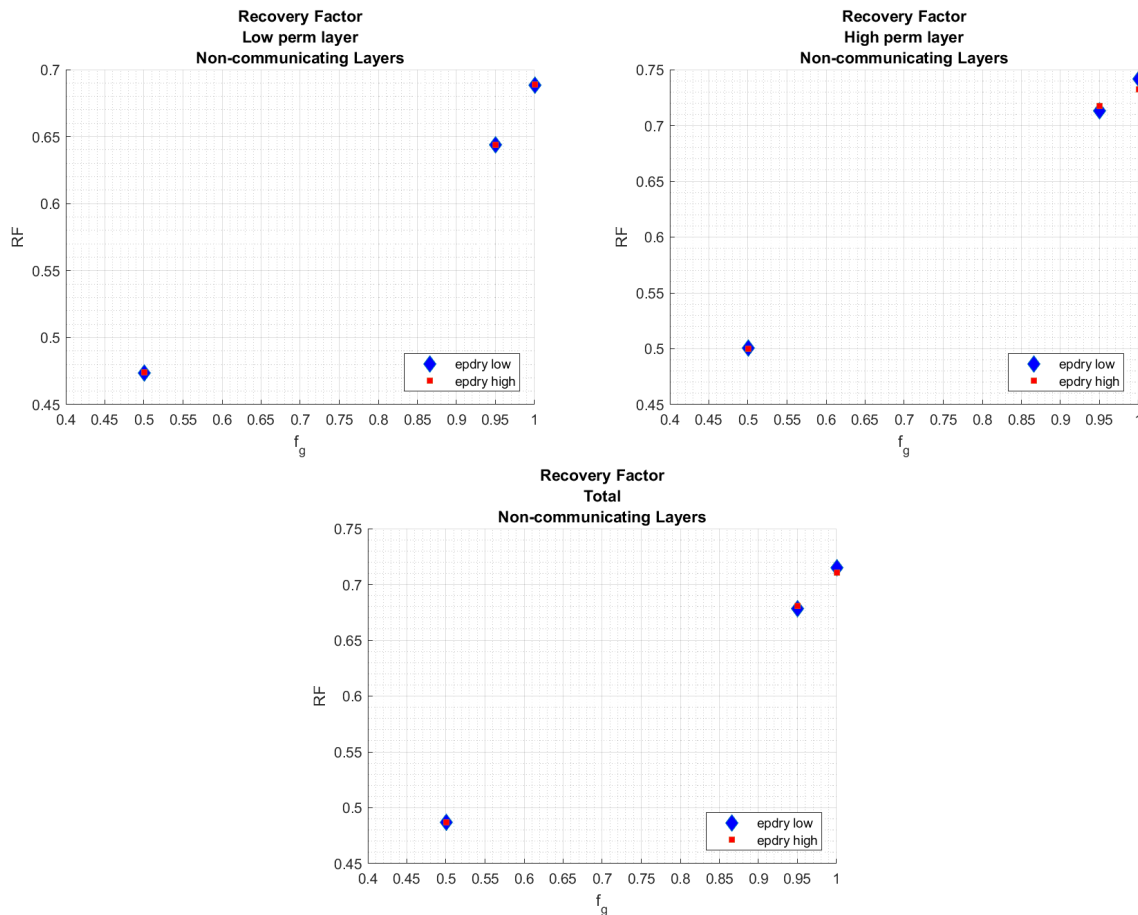 Recovery Factor
Low perm layer
Non-communicating Layers
0.7
0.65
0.6
0.55
0.5
0.45
RF
0.4 0.45 0.5 0.55 0.6 0.65 0.7 0.75 0.8 0.85 0.9 0.95 1
f_g
epdry low
epdry high
Recovery Factor
High perm layer
Non-communicating Layers
0.75
0.7
0.65
0.6
0.55
0.5
0.45
RF
0.4 0.45 0.5 0.55 0.6 0.65 0.7 0.75 0.8 0.85 0.9 0.95 1
f_g
epdry low
epdry high
Recovery Factor
Total
Non-communicating Layers
0.75
0.7
0.65
0.6
0.55
0.5
0.45
RF
0.4 0.45 0.5 0.55 0.6 0.65 0.7 0.75 0.8 0.85 0.9 0.95 1
f_g
epdry low
epdry high